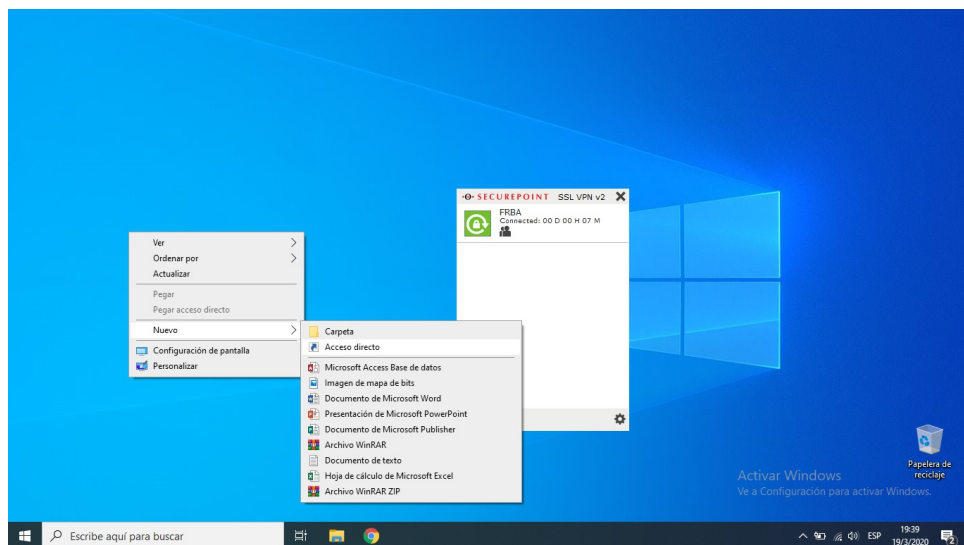 SECUREPOINT SSL VPN v2
FRBA
Connected: 00 D 00 H 07 M
Ver
Ordenar por
Actualizar
Pegar
Pegar acceso directo
Nuevo
Configuración de pantalla
Personalizar
Carpeta
Acceso directo
Microsoft Access Base de datos
Imagen de mapa de bits
Documento de Microsoft Word
Presentación de Microsoft PowerPoint
Documento de Microsoft Publisher
Archivo WinRAR
Documento de texto
Hoja de cálculo de Microsoft Excel
Archivo WinRAR ZIP
Papelera de
reciclaje
Activar Windows
Ve a Configuración para activar Windows.
Escribe aquí para buscar
ESP
19:39
19/3/2020
2